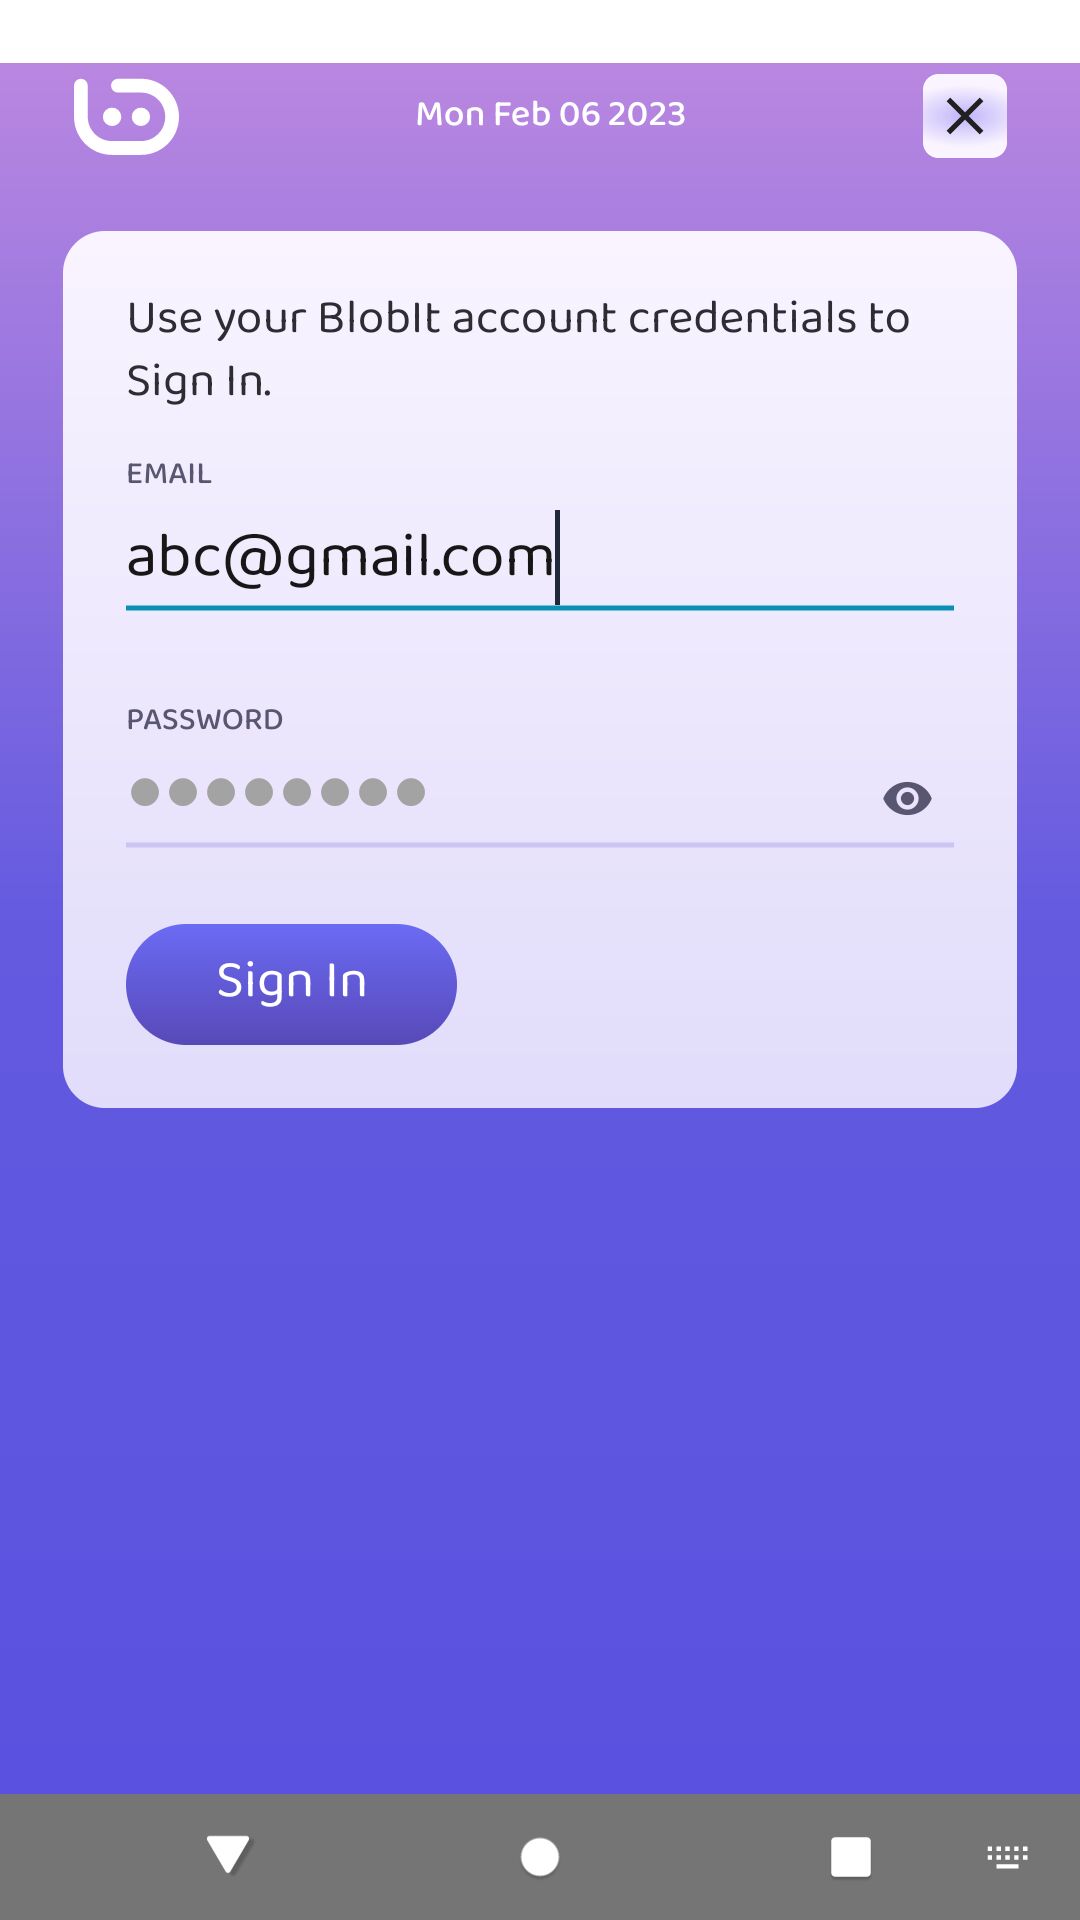 Mon Feb 06 2023
Use your BlobIt account credentials to
Sign In.
EMAIL
abc@gmail.com
PASSWORD
••••••••
Sign In